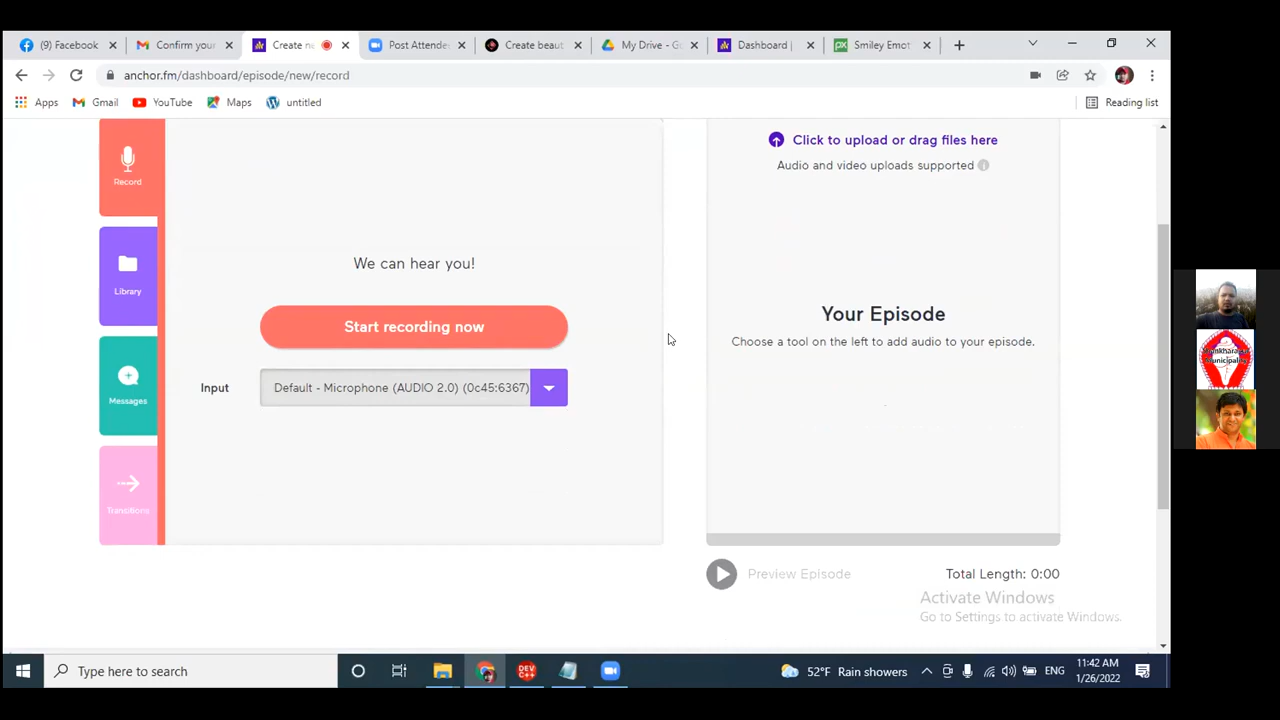 (9) Facebook
Confirm your
Create n
Post Attende
Create beaut
My Drive - G
Dashboard |
Smiley Emot
anchor.fm/dashboard/episode/new/record
Apps
Gmail
YouTube
Maps
untitled
Reading list
Record
Library
Messages
Transitions
We can hear you!
Start recording now
Input
Default - Microphone (AUDIO 2.0) (0c45:6367)
Click to upload or drag files here
Audio and video uploads supported
Your Episode
Choose a tool on the left to add audio to your episode.
Preview Episode
Total Length: 0:00
Activate Windows
Go to Settings to activate Windows.
Type here to search
DEV
C++
52°F Rain showers
ENG
11:42 AM
1/26/2022